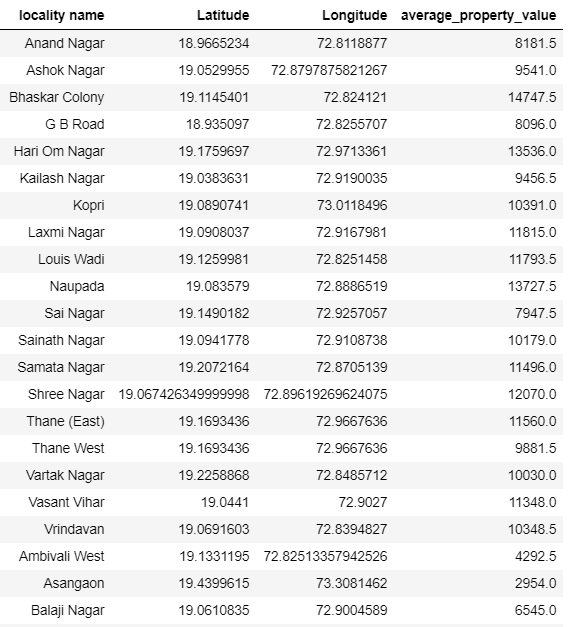 locality name Latitude Longitude average_property_value
Anand Nagar 18.9665234 72.8118877 8181.5
Ashok Nagar 19.0529955 72.8797875821267 9541.0
Bhaskar Colony 19.1145401 72.824121 14747.5
G B Road 18.935097 72.8255707 8096.0
Hari Om Nagar 19.1759697 72.9713361 13536.0
Kailash Nagar 19.0383631 72.9190035 9456.5
Kopri 19.0890741 73.0118496 10391.0
Laxmi Nagar 19.0908037 72.9167981 11815.0
Louis Wadi 19.1259981 72.8251458 11793.5
Naupada 19.083579 72.8886519 13727.5
Sai Nagar 19.1490182 72.9257057 7947.5
Sainath Nagar 19.0941778 72.9108738 10179.0
Samata Nagar 19.2072164 72.8705139 11496.0
Shree Nagar 19.067426349999998 72.89619269624075 12070.0
Thane (East) 19.1693436 72.9667636 11560.0
Thane West 19.1693436 72.9667636 9881.5
Vartak Nagar 19.2258868 72.8485712 10030.0
Vasant Vihar 19.0441 72.9027 11348.0
Vrindavan 19.0691603 72.8394827 10348.5
Ambivali West 19.1331195 72.82513357942526 4292.5
Asangaon 19.4399615 73.3081462 2954.0
Balaji Nagar 19.0610835 72.9004589 6545.0